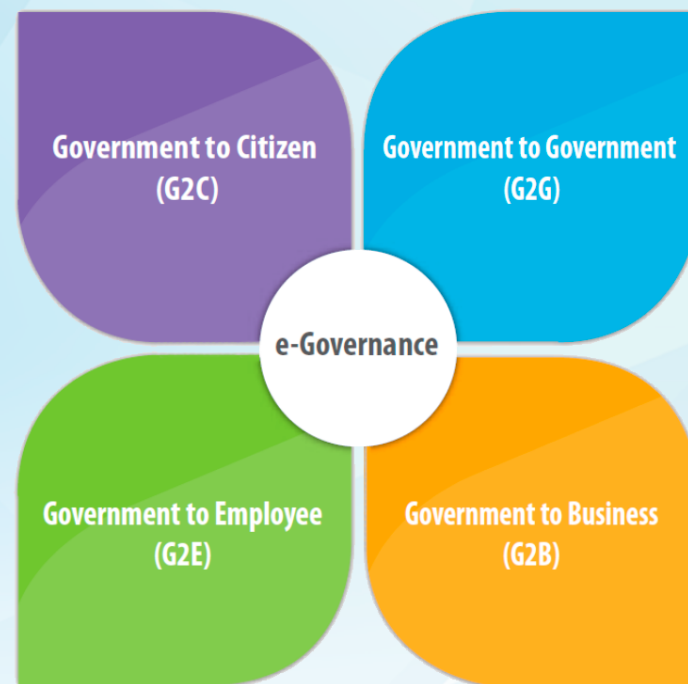 Government to Citizen
(G2C)
Government to Government
(G2G)
e-Governance
Government to Employee
(G2E)
Government to Business
(G2B)